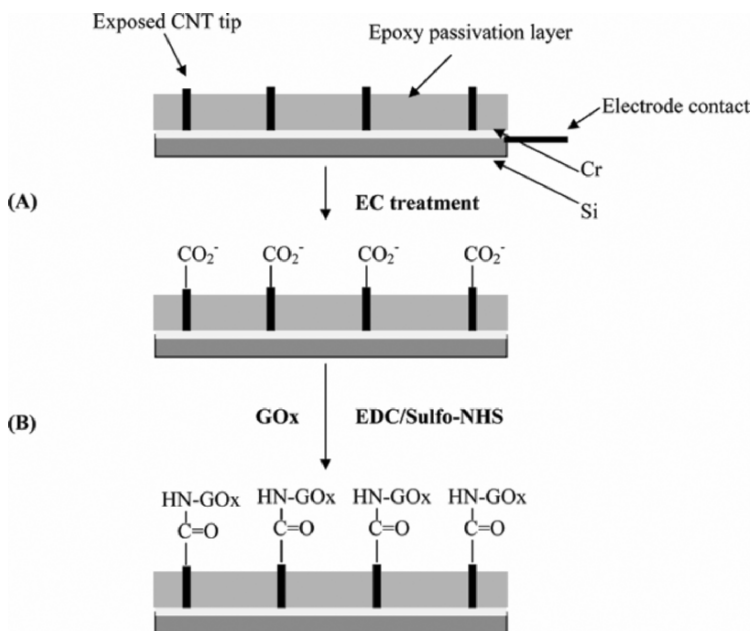 Exposed CNT tip
Epoxy passivation layer
Electrode contact
Cr
Si
(A)
EC treatment
CO₂⁻ CO₂⁻ CO₂⁻ CO₂⁻
(B)
GOx EDC/Sulfo-NHS
HN-GOx HN-GOx HN-GOx HN-GOx
C=O C=O C=O C=O